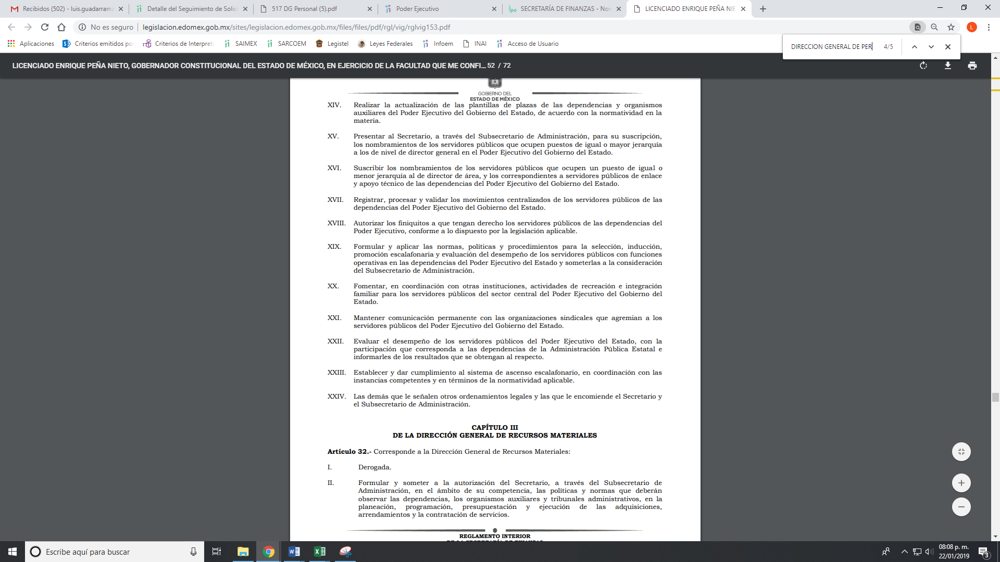 Recibidos (502) - luis.guadarrama
Detalle del Seguimiento de Solic
517 DG Personal (5).pdf
Poder Ejecutivo
SECRETARÍA DE FINANZAS - Nor
LICENCIADO ENRIQUE PEÑA NIE
No es seguro
legislacion.edomex.gob.mx/sites/legislacion.edomex.gob.mx/files/files/pdf/rgl/vig/rglvig153.pdf
L
Aplicaciones
Criterios emitidos po
Criterios de Interpret
SAIMEX
SARCOEM
Legistel
Leyes Federales
Infoem
INAI
Acceso de Usuario
DIRECCION GENERAL DE PER
4/5
LICENCIADO ENRIQUE PEÑA NIETO, GOBERNADOR CONSTITUCIONAL DEL ESTADO DE MÉXICO, EN EJERCICIO DE LA FACULTAD QUE ME CONFI... 52 / 72
GOBIERNO DEL
ESTADO DE MÉXICO
XIV. Realizar la actualización de las plantillas de plazas de las dependencias y organismos
auxiliares del Poder Ejecutivo del Gobierno del Estado, de acuerdo con la normatividad en la
materia.
XV. Presentar al Secretario, a través del Subsecretario de Administración, para su suscripción,
los nombramientos de los servidores públicos que ocupen puestos de igual o mayor jerarquía
a los de nivel de director general en el Poder Ejecutivo del Gobierno del Estado.
XVI. Suscribir los nombramientos de los servidores públicos que ocupen un puesto de igual o
menor jerarquía al de director de área, y los correspondientes a servidores públicos de enlace
y apoyo técnico de las dependencias del Poder Ejecutivo del Gobierno del Estado.
XVII. Registrar, procesar y validar los movimientos centralizados de los servidores públicos de las
dependencias del Poder Ejecutivo del Gobierno del Estado.
XVIII. Autorizar los finiquitos a que tengan derecho los servidores públicos de las dependencias del
Poder Ejecutivo, conforme a lo dispuesto por la legislación aplicable.
XIX. Formular y aplicar las normas, políticas y procedimientos para la selección, inducción,
promoción escalafonaria y evaluación del desempeño de los servidores públicos con funciones
operativas en las dependencias del Poder Ejecutivo del Estado y someterlas a la consideración
del Subsecretario de Administración.
XX. Fomentar, en coordinación con otras instituciones, actividades de recreación e integración
familiar para los servidores públicos del sector central del Poder Ejecutivo del Gobierno del
Estado.
XXI. Mantener comunicación permanente con las organizaciones sindicales que agremian a los
servidores públicos del Poder Ejecutivo del Gobierno del Estado.
XXII. Evaluar el desempeño de los servidores públicos del Poder Ejecutivo del Estado, con la
participación que corresponda a las dependencias de la Administración Pública Estatal e
informarles de los resultados que se obtengan al respecto.
XXIII. Establecer y dar cumplimiento al sistema de ascenso escalafonario, en coordinación con las
instancias competentes y en términos de la normatividad aplicable.
XXIV. Las demás que le señalen otros ordenamientos legales y las que le encomiende el Secretario y
el Subsecretario de Administración.
CAPÍTULO III
DE LA DIRECCIÓN GENERAL DE RECURSOS MATERIALES
Artículo 32.- Corresponde a la Dirección General de Recursos Materiales:
I. Derogada.
II. Formular y someter a la autorización del Secretario, a través del Subsecretario de
Administración, en el ámbito de su competencia, las políticas y normas que deberán
observar las dependencias, los organismos auxiliares y tribunales administrativos, en la
planeación, programación, presupuestación y ejecución de las adquisiciones,
arrendamientos y la contratación de servicios.
REGLAMENTO INTERIOR
DE LA SECRETARÍA DE FINANZAS
Escribe aquí para buscar
08:08 p. m.
22/01/2019
3